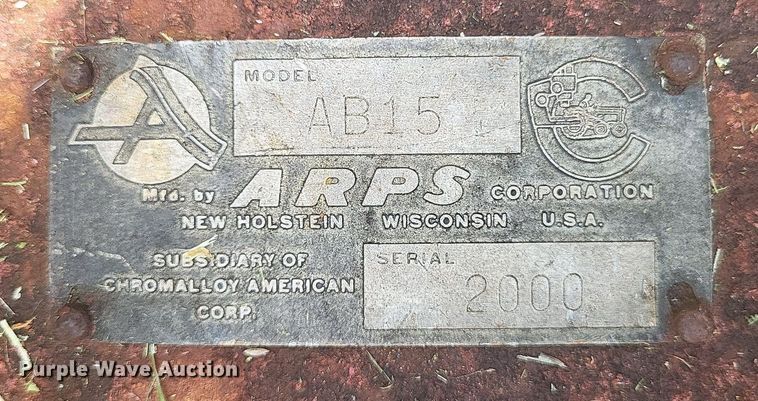 MODEL
AB15
Mfd. by ARPS CORPORATION
NEW HOLSTEIN WISCONSIN U.S.A.
SUBSIDIARY OF
CHROMALLOY AMERICAN
CORP.
SERIAL
2000
Purple Wave Auction